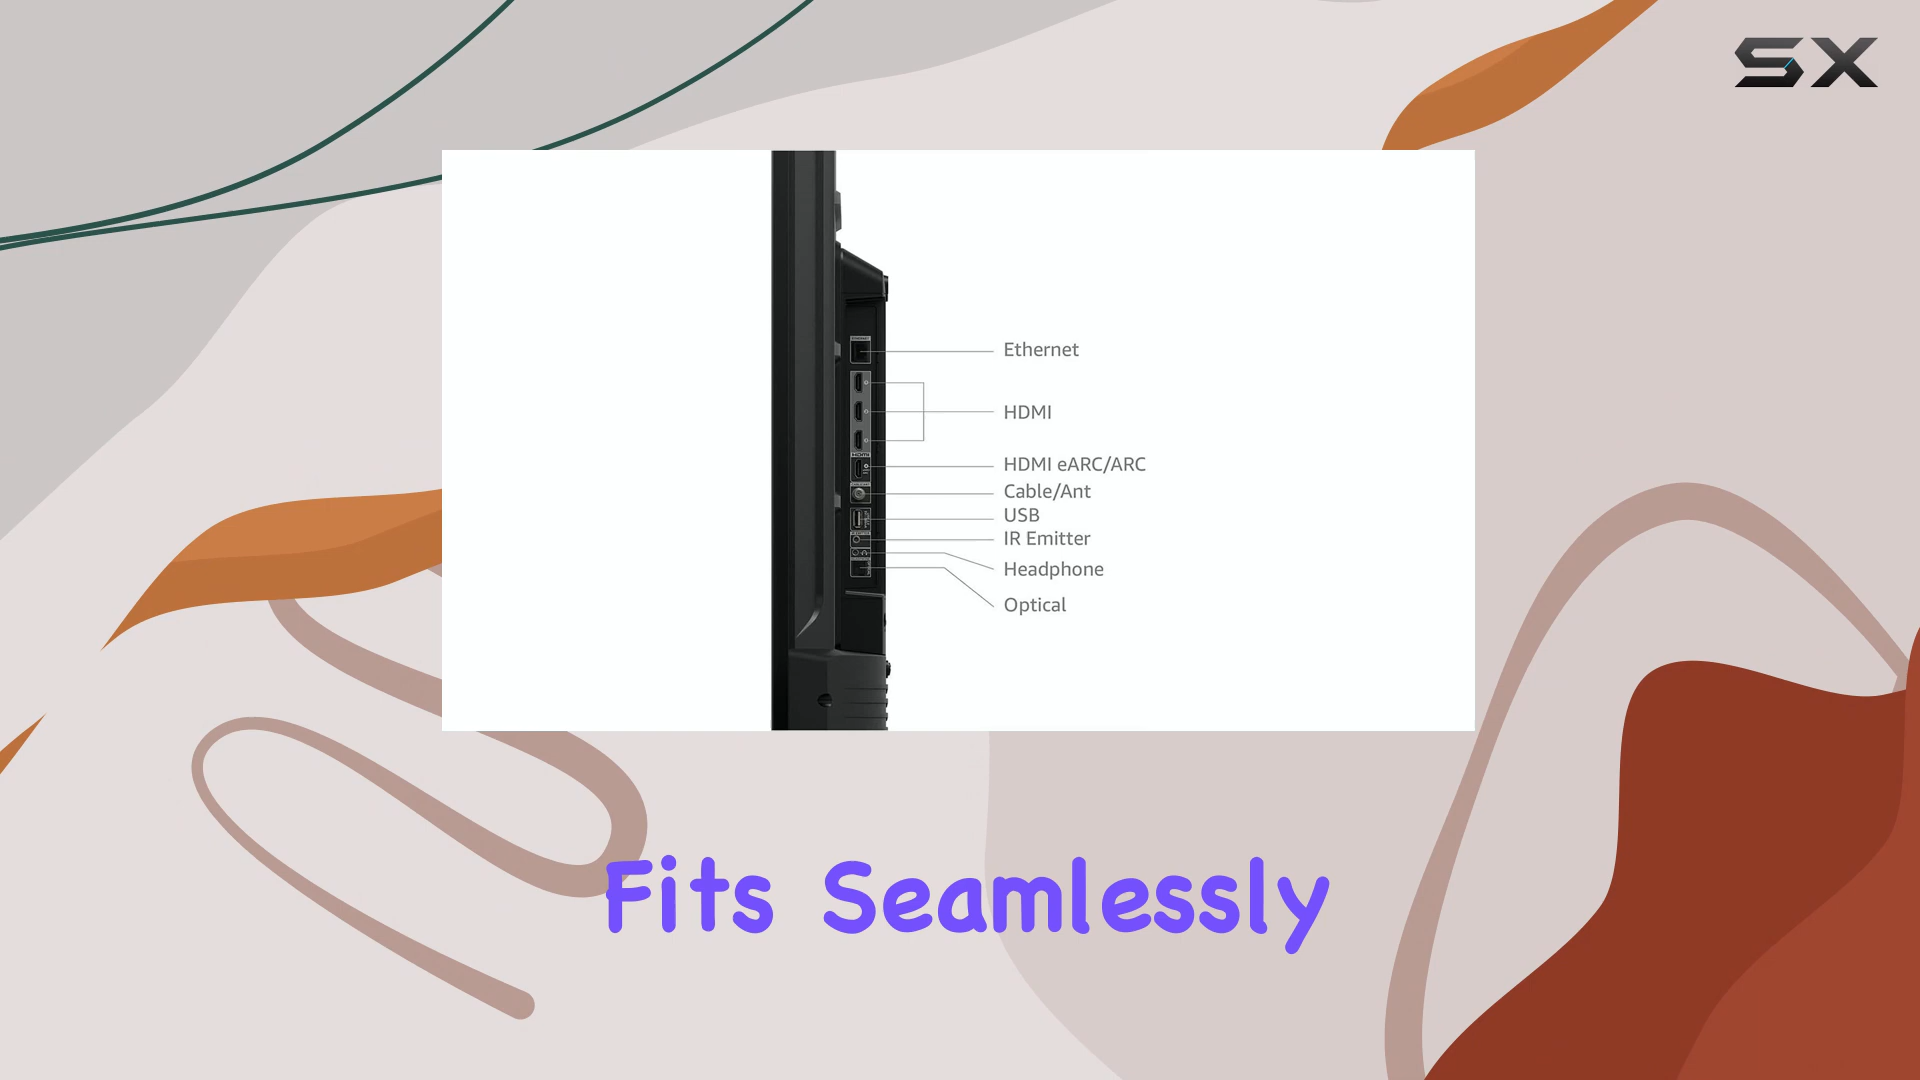 SX
Ethernet
HDMI
HDMI eARC/ARC
Cable/Ant
USB
IR Emitter
Headphone
Optical
Fits Seamlessly